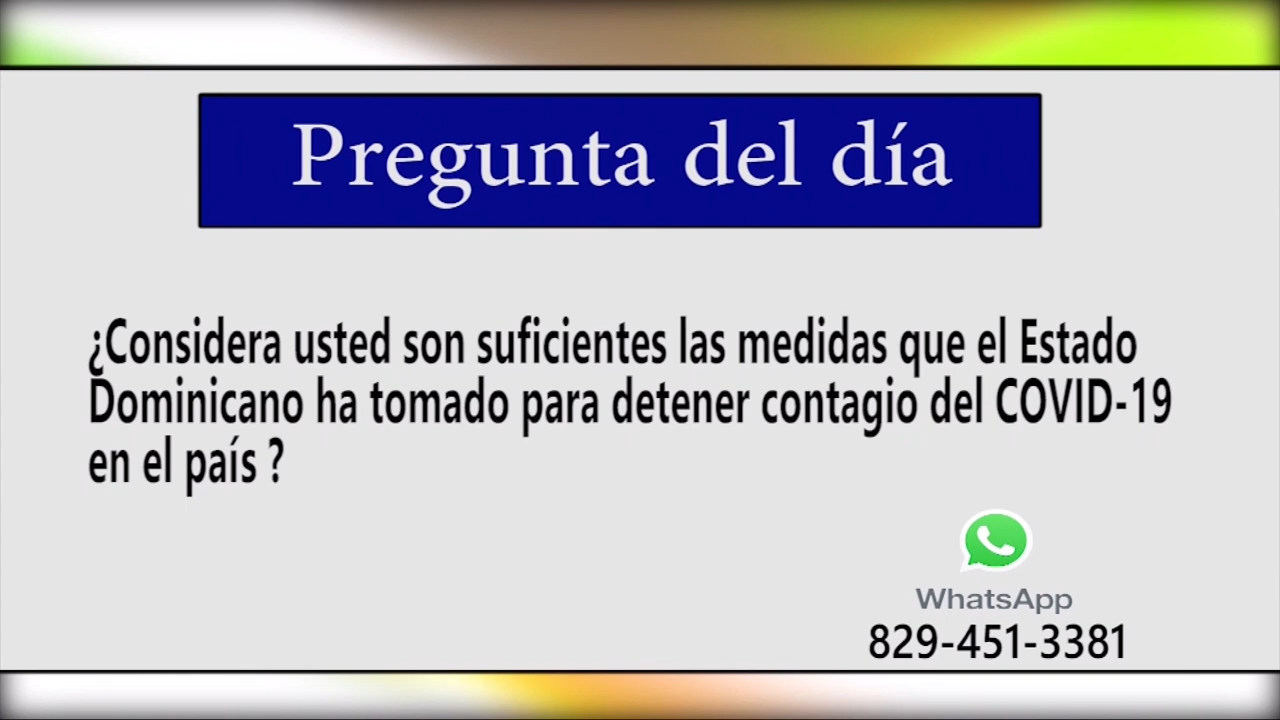 Pregunta del día
¿Considera usted son suficientes las medidas que el Estado
Dominicano ha tomado para detener contagio del COVID-19
en el país ?
WhatsApp
829-451-3381